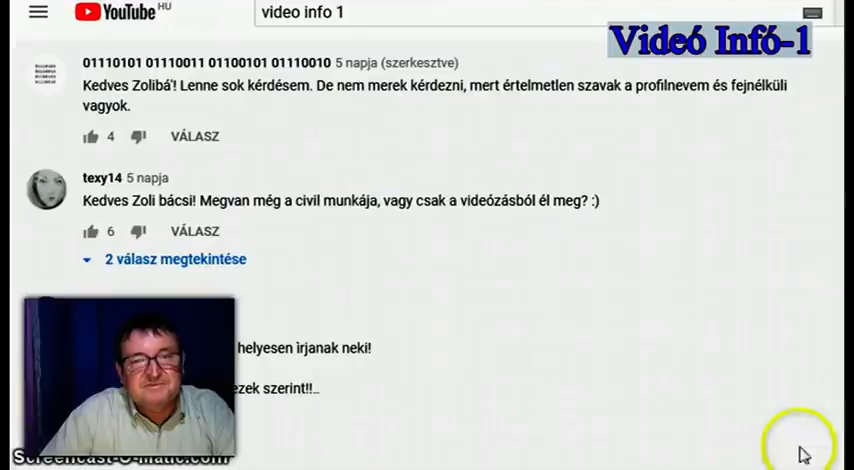 YouTube HU
video info 1
Videó Infó-1
01110101 01110011 01100101 01110010 5 napja (szerkesztve)
Kedves Zolibá'! Lenne sok kérdésem. De nem merek kérdezni, mert értelmetlen szavak a profilnevem és fejnélküli
vagyok.
4 VÁLASZ
texy14 5 napja
Kedves Zoli bácsi! Megvan még a civil munkája, vagy csak a videózásból él meg? :)
6 VÁLASZ
2 válasz megtekintése
helyesen ìrjanak neki!
ezek szerint!!..
Screencast-O-Matic.com